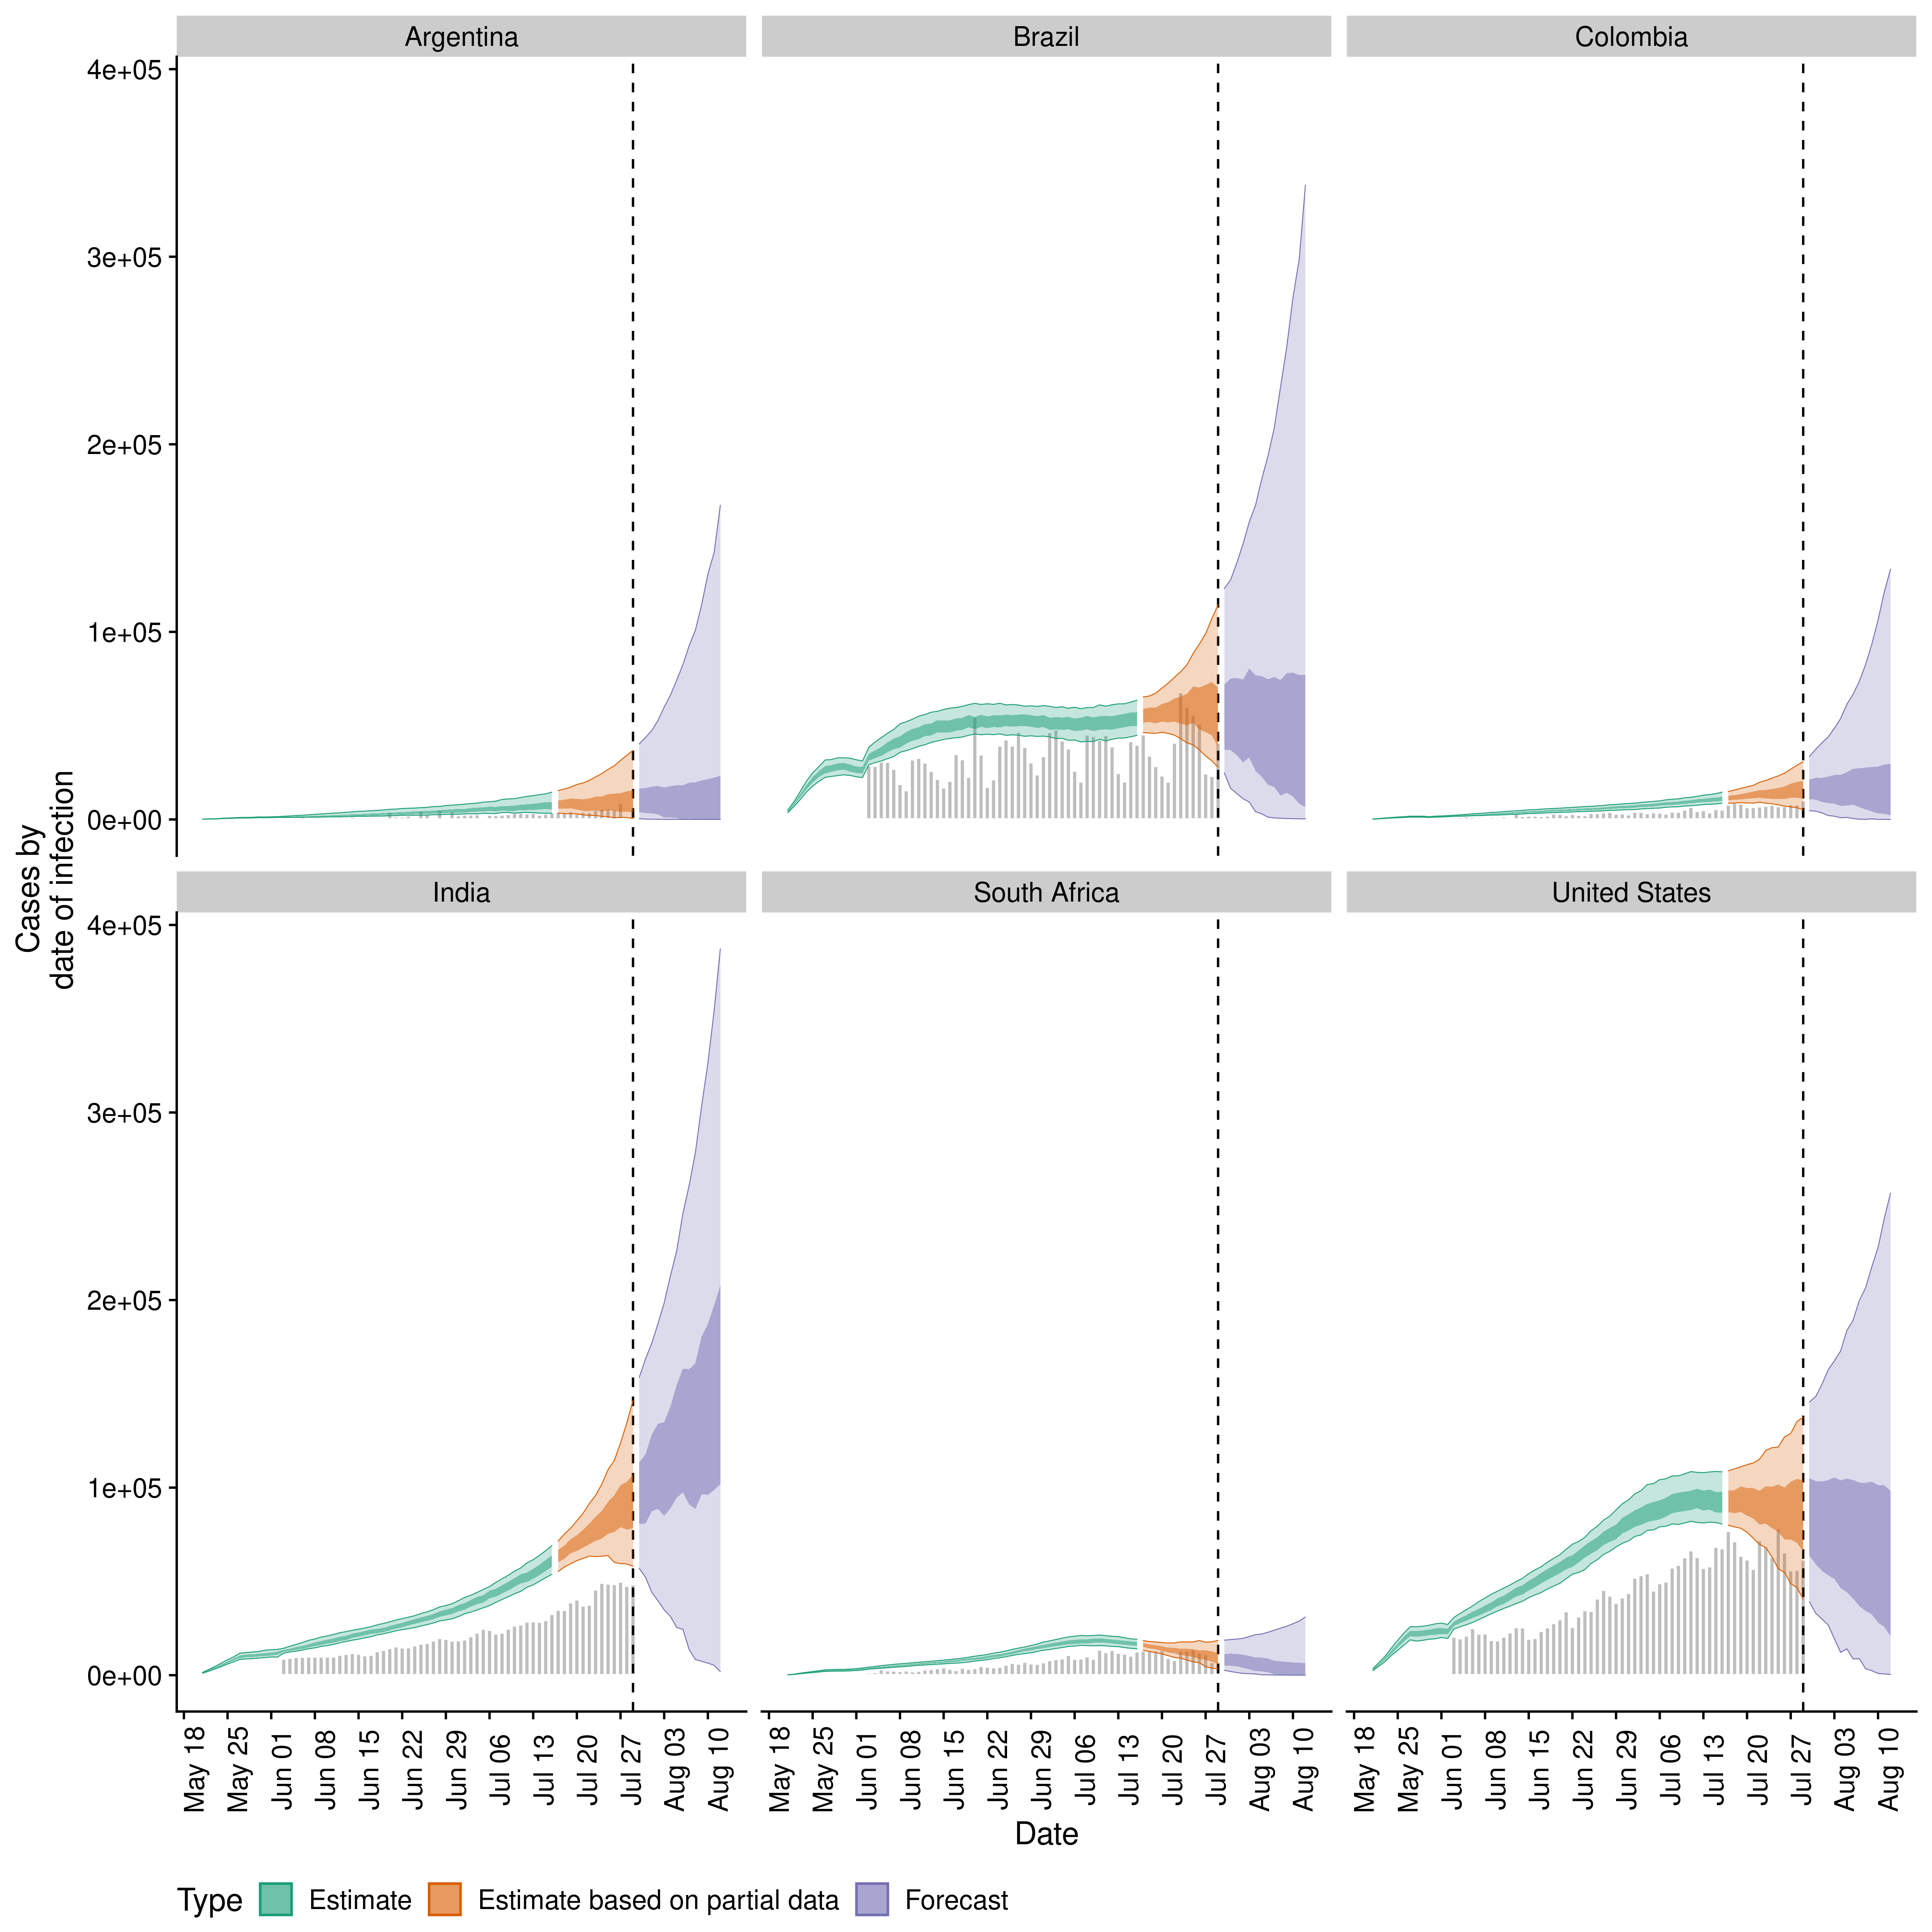 Argentina
Brazil
Colombia
4e+05
3e+05
2e+05
1e+05
0e+00
Cases by
date of infection
India
South Africa
United States
4e+05
3e+05
2e+05
1e+05
0e+00
May 18
May 25
Jun 01
Jun 08
Jun 15
Jun 22
Jun 29
Jul 06
Jul 13
Jul 20
Jul 27
Aug 03
Aug 10
May 18
May 25
Jun 01
Jun 08
Jun 15
Jun 22
Jun 29
Jul 06
Jul 13
Jul 20
Jul 27
Aug 03
Aug 10
May 18
May 25
Jun 01
Jun 08
Jun 15
Jun 22
Jun 29
Jul 06
Jul 13
Jul 20
Jul 27
Aug 03
Aug 10
Date
Type Estimate Estimate based on partial data Forecast